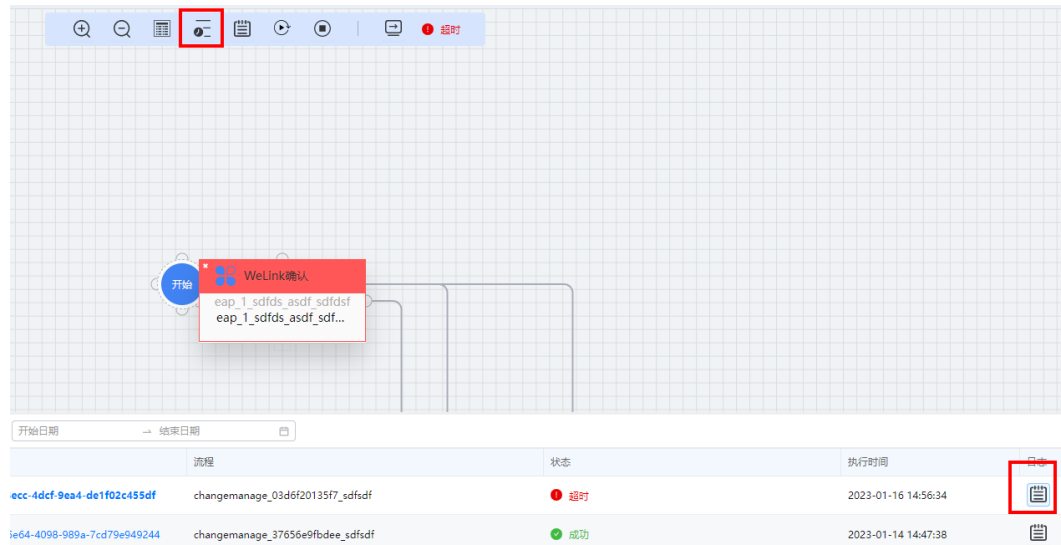 超时
开始
WeLink确认
eap_1_sdfds_asdf_sdfdsf
eap_1_sdfds_asdf_sdf...
开始日期 → 结束日期
流程 状态 执行时间 日志
ecc-4dcf-9ea4-de1f02c455df changemanage_03d6f20135f7_sdfsdf 超时 2023-01-16 14:56:34
5e64-4098-989a-7cd79e949244 changemanage_37656e9fbdee_sdfsdf 成功 2023-01-14 14:47:38